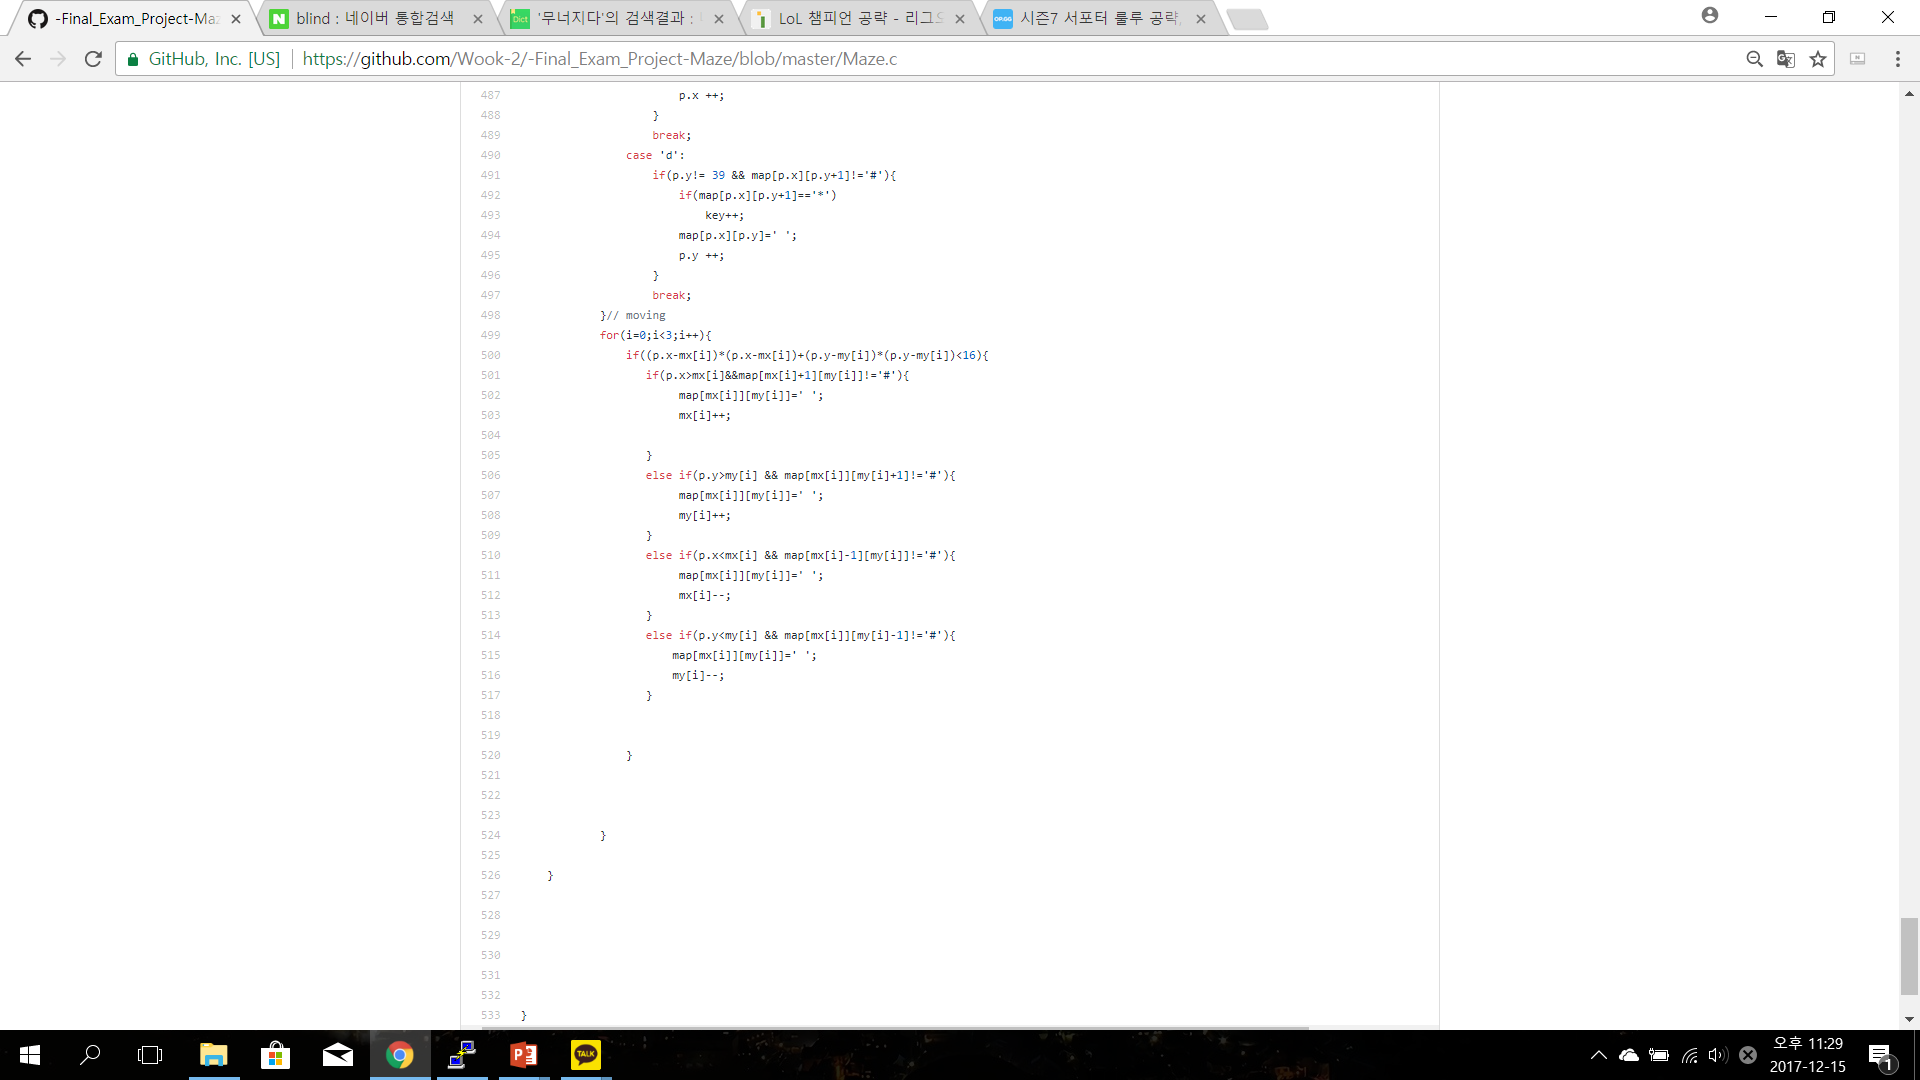 -Final_Exam_Project-Maz
blind : 네이버 통합검색
'무너지다'의 검색결과 :
LoL 챔피언 공략 - 리그오
시즌7 서포터 룰루 공략,
GitHub, Inc. [US] https://github.com/Wook-2/-Final_Exam_Project-Maze/blob/master/Maze.c
487 p.x ++;
488 }
489 break;
490 case 'd':
491 if(p.y!= 39 && map[p.x][p.y+1]!='#'){
492 if(map[p.x][p.y+1]=='*')
493 key++;
494 map[p.x][p.y]=' ';
495 p.y ++;
496 }
497 break;
498 }// moving
499 for(i=0;i<3;i++){
500 if((p.x-mx[i])*(p.x-mx[i])+(p.y-my[i])*(p.y-my[i])<16){
501 if(p.x>mx[i]&&map[mx[i]+1][my[i]]!='#'){
502 map[mx[i]][my[i]]=' ';
503 mx[i]++;
504
505 }
506 else if(p.y>my[i] && map[mx[i]][my[i]+1]!='#'){
507 map[mx[i]][my[i]]=' ';
508 my[i]++;
509 }
510 else if(p.x<mx[i] && map[mx[i]-1][my[i]]!='#'){
511 map[mx[i]][my[i]]=' ';
512 mx[i]--;
513 }
514 else if(p.y<my[i] && map[mx[i]][my[i]-1]!='#'){
515 map[mx[i]][my[i]]=' ';
516 my[i]--;
517 }
518
519
520 }
521
522
523
524 }
525
526 }
527
528
529
530
531
532
533 }
오후 11:29
2017-12-15
1